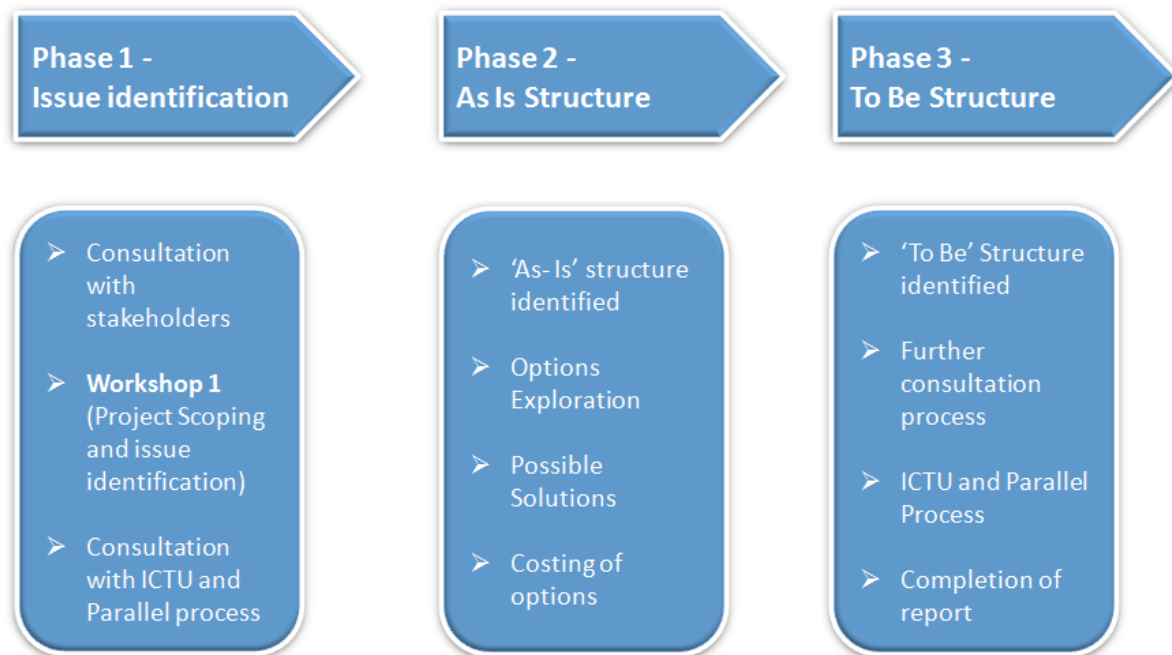 Phase 1 -
Issue identification
Phase 2 -
As Is Structure
Phase 3 -
To Be Structure
➢ Consultation
with
stakeholders
➢ Workshop 1
(Project Scoping
and issue
identification)
➢ Consultation
with ICTU and
Parallel process
➢ ‘As- Is’ structure
identified
➢ Options
Exploration
➢ Possible
Solutions
➢ Costing of
options
➢ ‘To Be’ Structure
identified
➢ Further
consultation
process
➢ ICTU and Parallel
Process
➢ Completion of
report